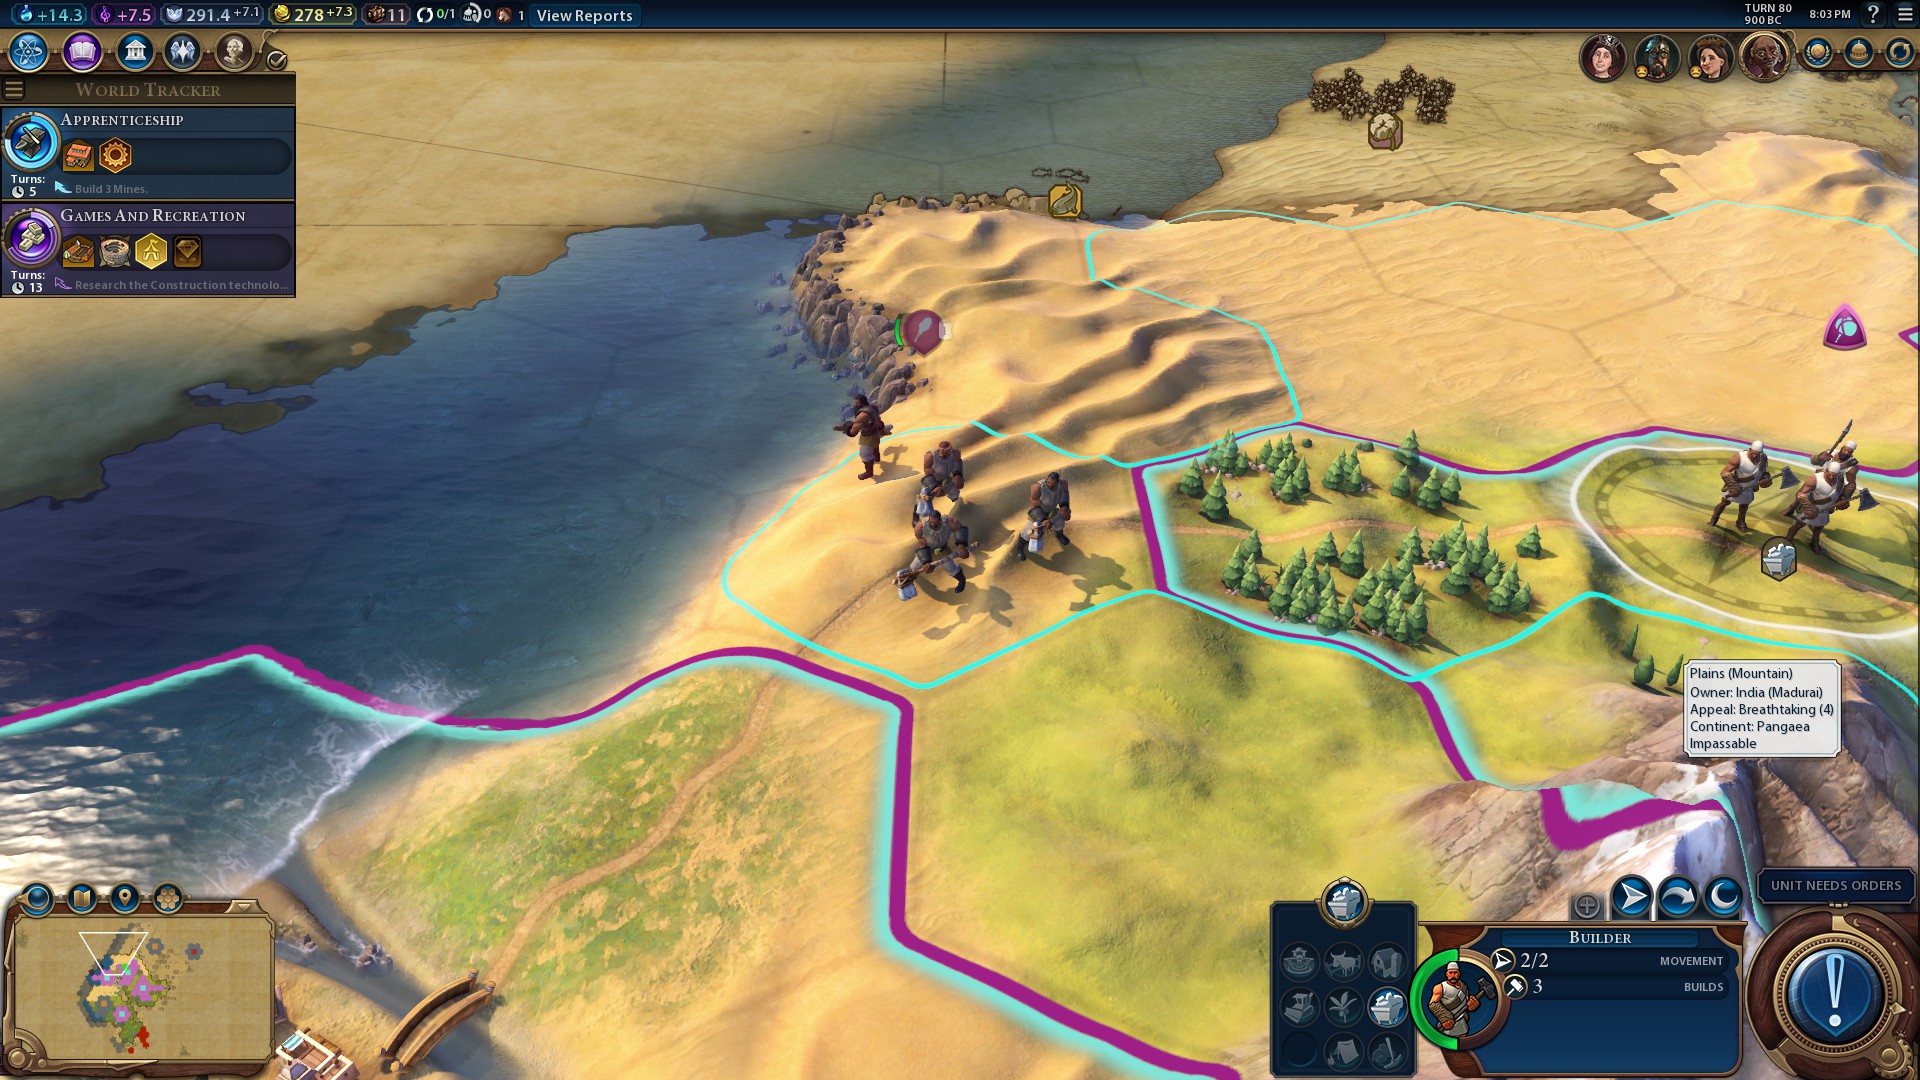 +14.3
+7.5
291.4 +7.1
278 +7.3
11
0/1
0
1
View Reports
TURN 80
900 BC
8:03 PM
?
WORLD TRACKER
APPRENTICESHIP
Turns:
5
Build 3 Mines.
GAMES AND RECREATION
Turns:
13
Research the Construction technolo...
Plains (Mountain)
Owner: India (Madurai)
Appeal: Breathtaking (4)
Continent: Pangaea
Impassable
UNIT NEEDS ORDERS
BUILDER
2/2 MOVEMENT
3 BUILDS